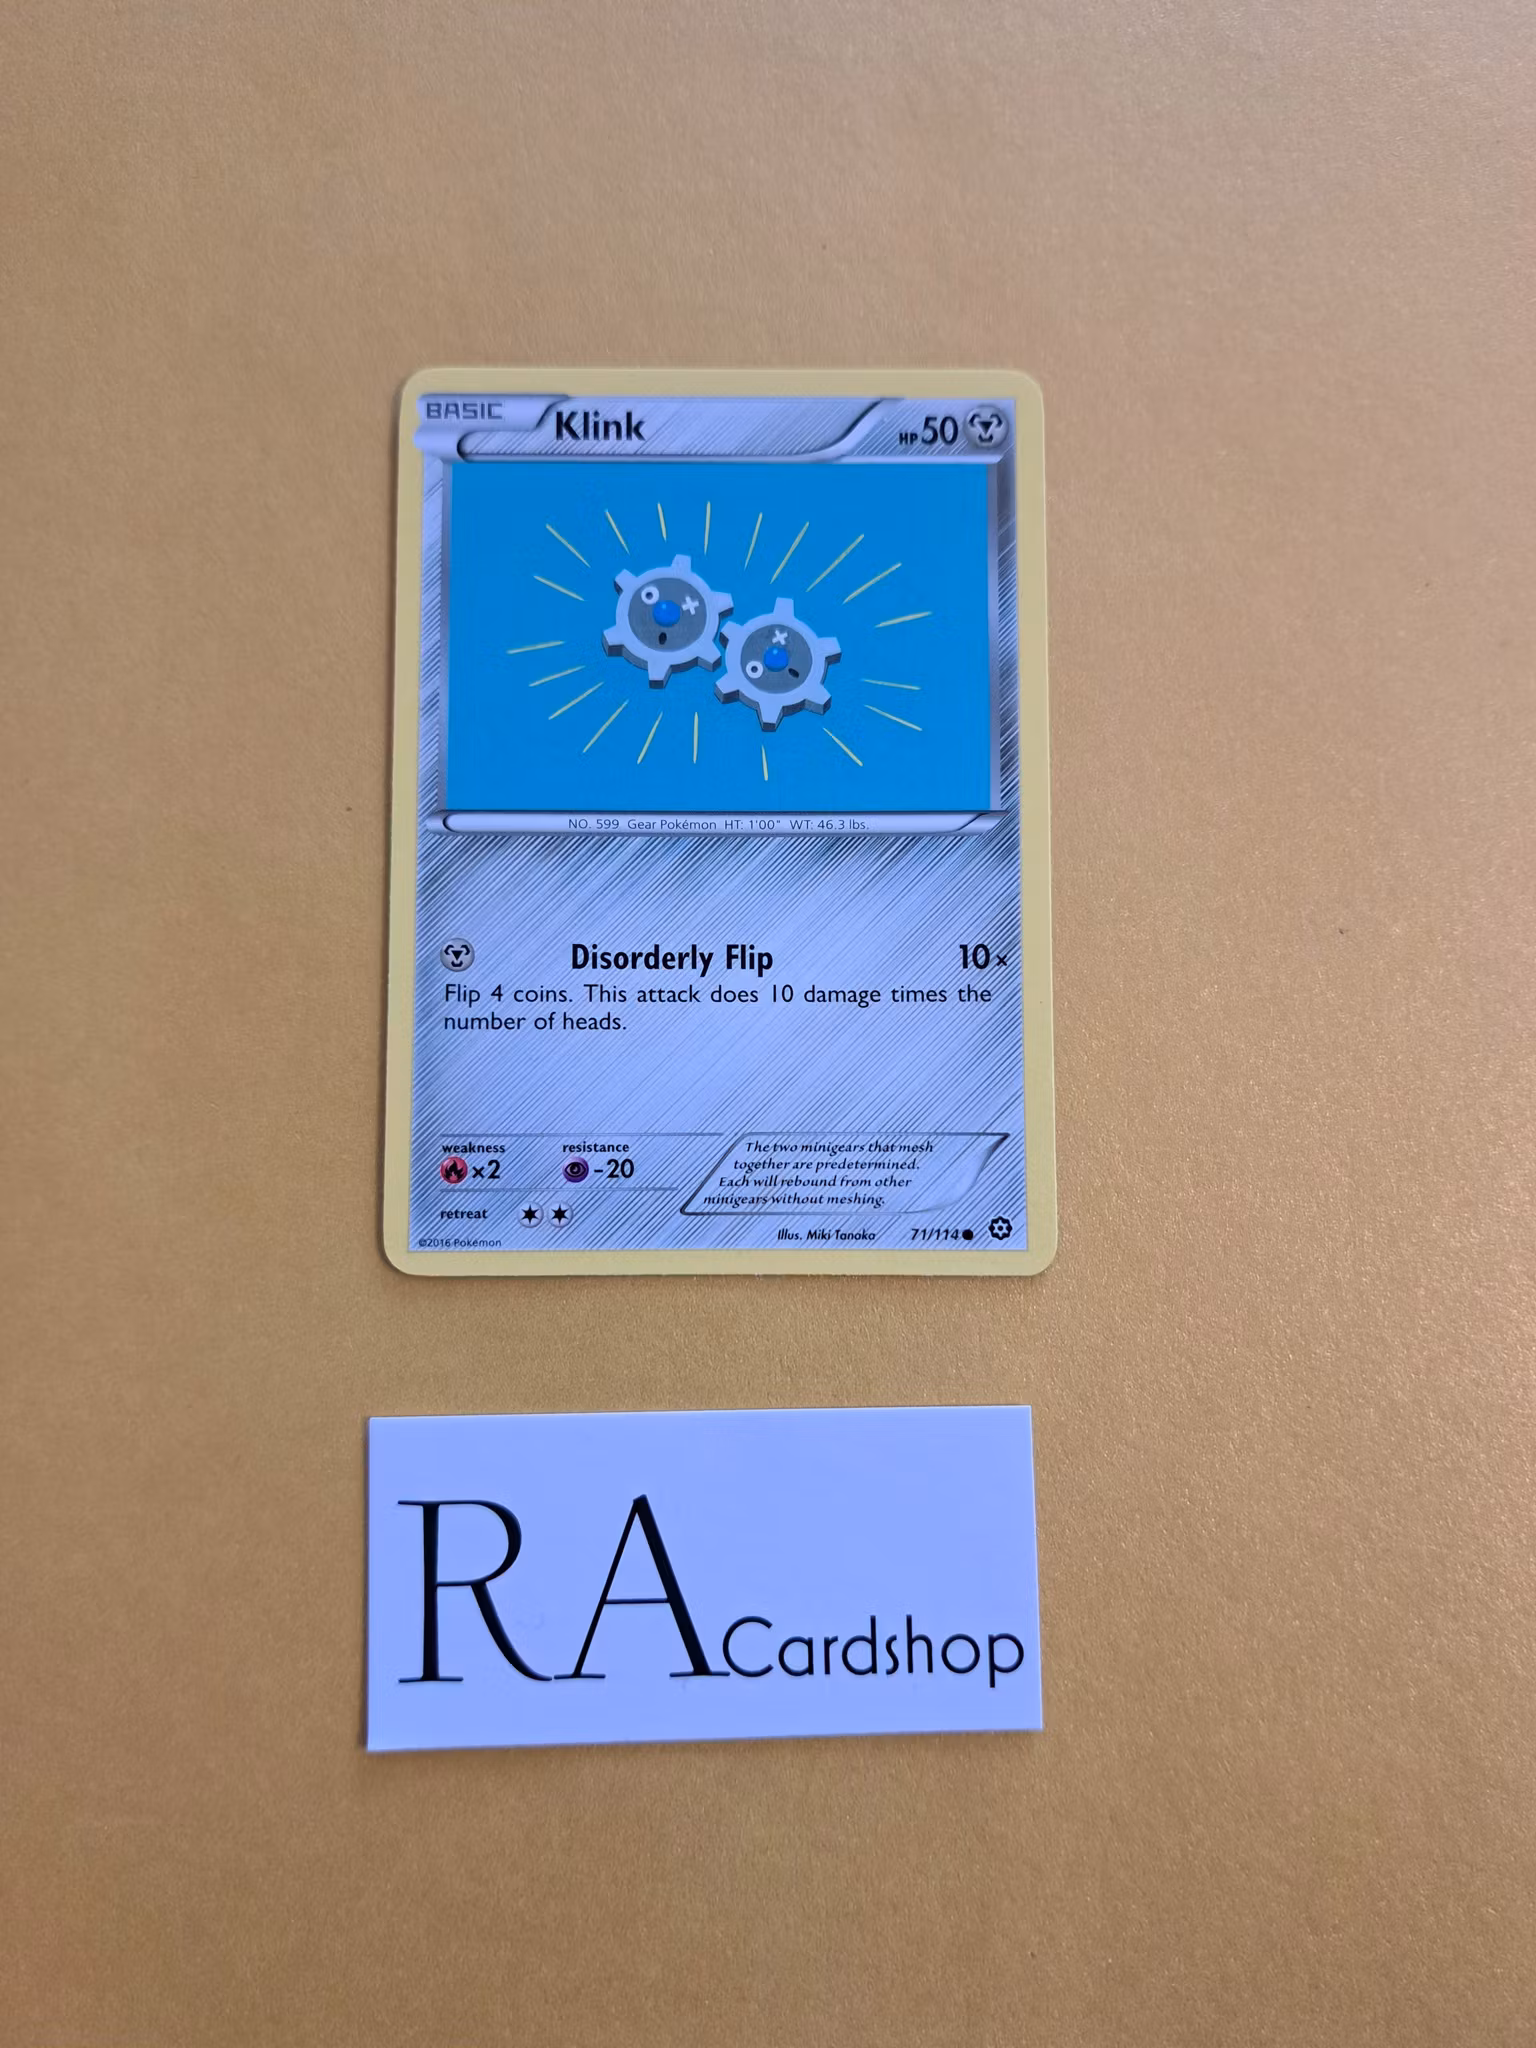 BASIC Klink HP 50
NO. 599 Gear Pokémon HT: 1'00" WT: 46.3 lbs.
Disorderly Flip 10×
Flip 4 coins. This attack does 10 damage times the
number of heads.
weakness
×2
resistance
-20
retreat
The two minigears that mesh
together are predetermined.
Each will rebound from other
minigears without meshing.
©2016 Pokémon
Illus. Miki Tanaka 71/114
RA Cardshop